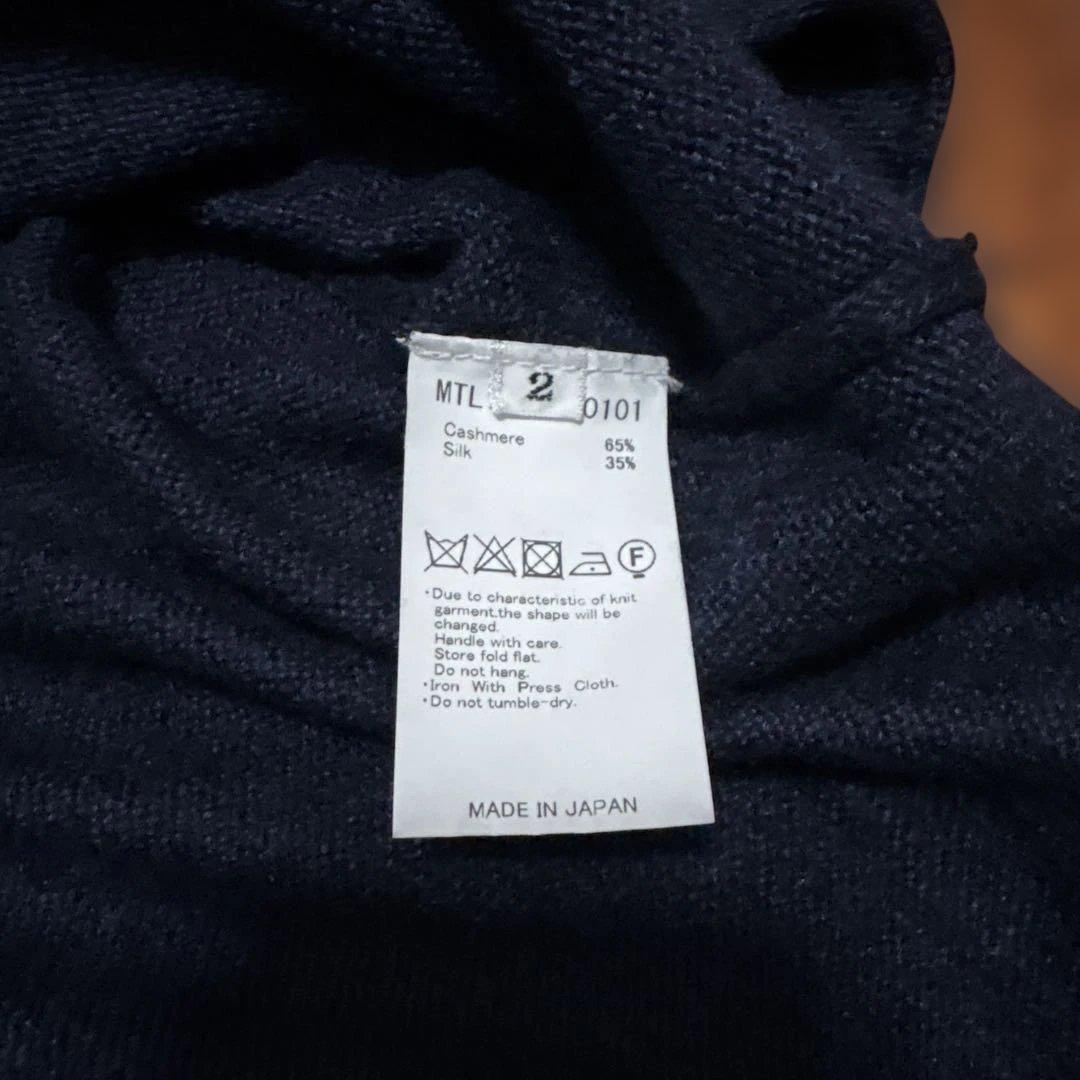 2
MTL 0101
Cashmere 65%
Silk 35%
F
·Due to characteristic of knit
garment.the shape will be
changed.
Handle with care.
Store fold flat.
Do not hang.
·Iron With Press Cloth.
·Do not tumble-dry.
MADE IN JAPAN